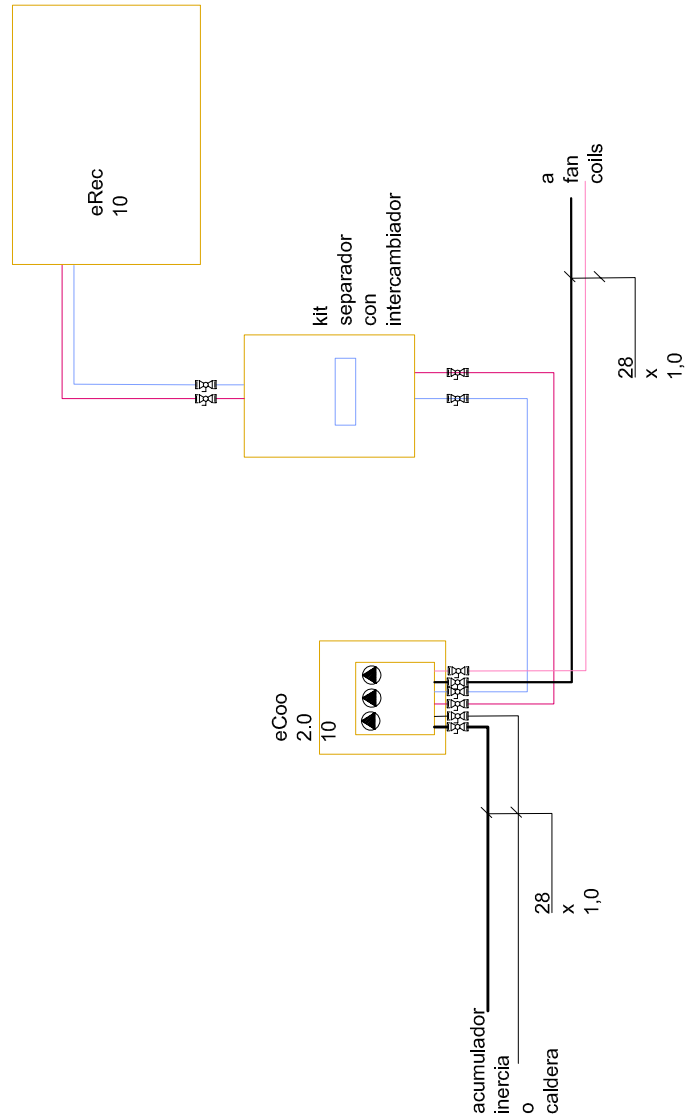 eRec
10
kit
separador
con
intercambiador
a
fan
coils
28
x
1,0
eCoo
2.0
10
28
x
1,0
acumulador
inercia
o
caldera